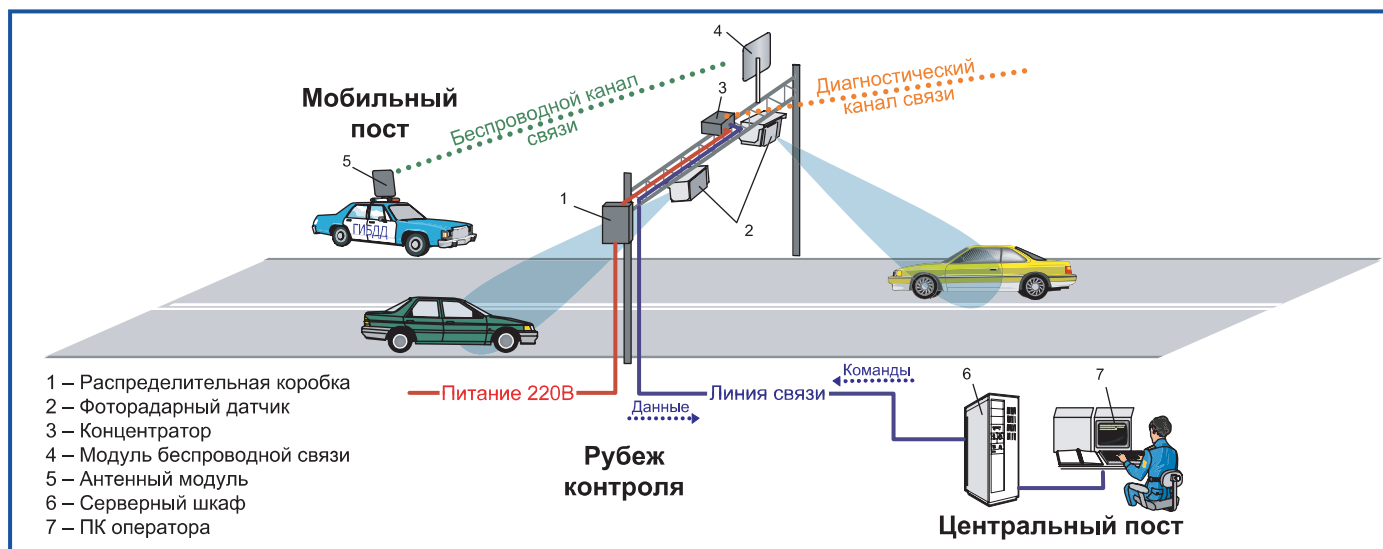 4
Диагностический
канал связи
3
Мобильный
пост
Беспроводной канал
связи
5
ГИБДД
1
2
1 – Распределительная коробка
2 – Фоторадарный датчик
3 – Концентратор
4 – Модуль беспроводной связи
5 – Антенный модуль
6 – Серверный шкаф
7 – ПК оператора
Питание 220В
Данные
Линия связи
Команды
6
7
Рубеж
контроля
Центральный пост